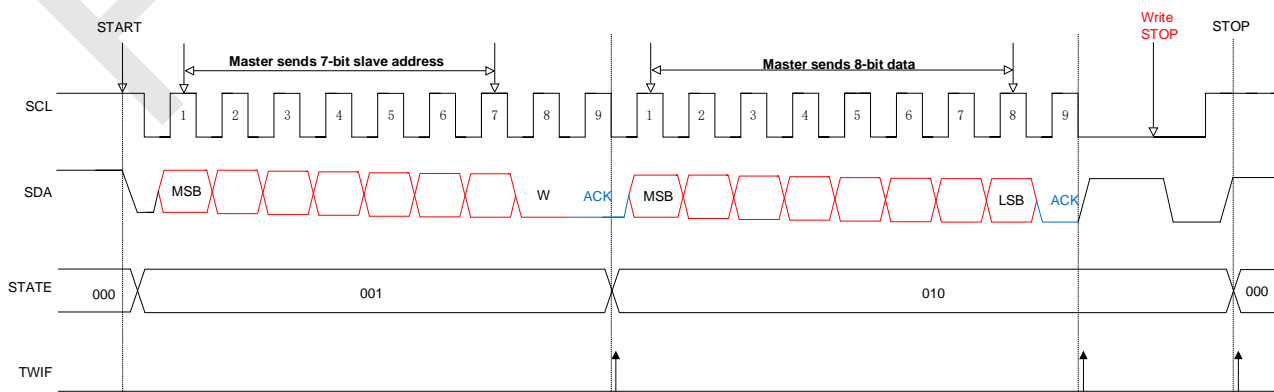 START
Write
STOP
STOP
Master sends 7-bit slave address
Master sends 8-bit data
SCL
1 2 3 4 5 6 7 8 9 1 2 3 4 5 6 7 8 9
SDA
MSB W ACK MSB LSB ACK
STATE
000 001 010 000
TWIF